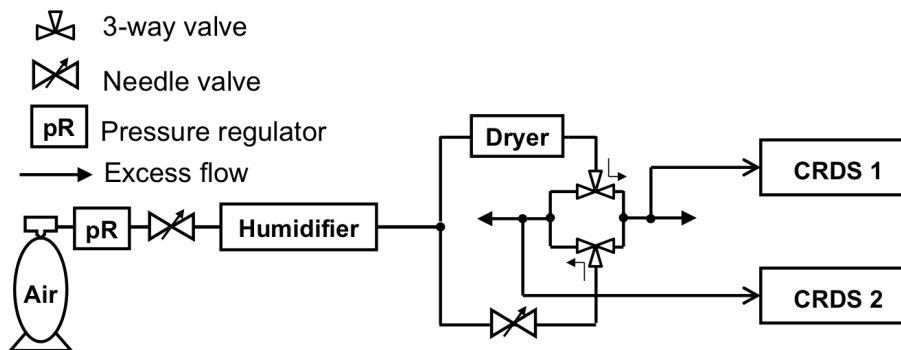 3-way valve
Needle valve
pR Pressure regulator
Excess flow
Dryer
CRDS 1
pR
Humidifier
Air
CRDS 2